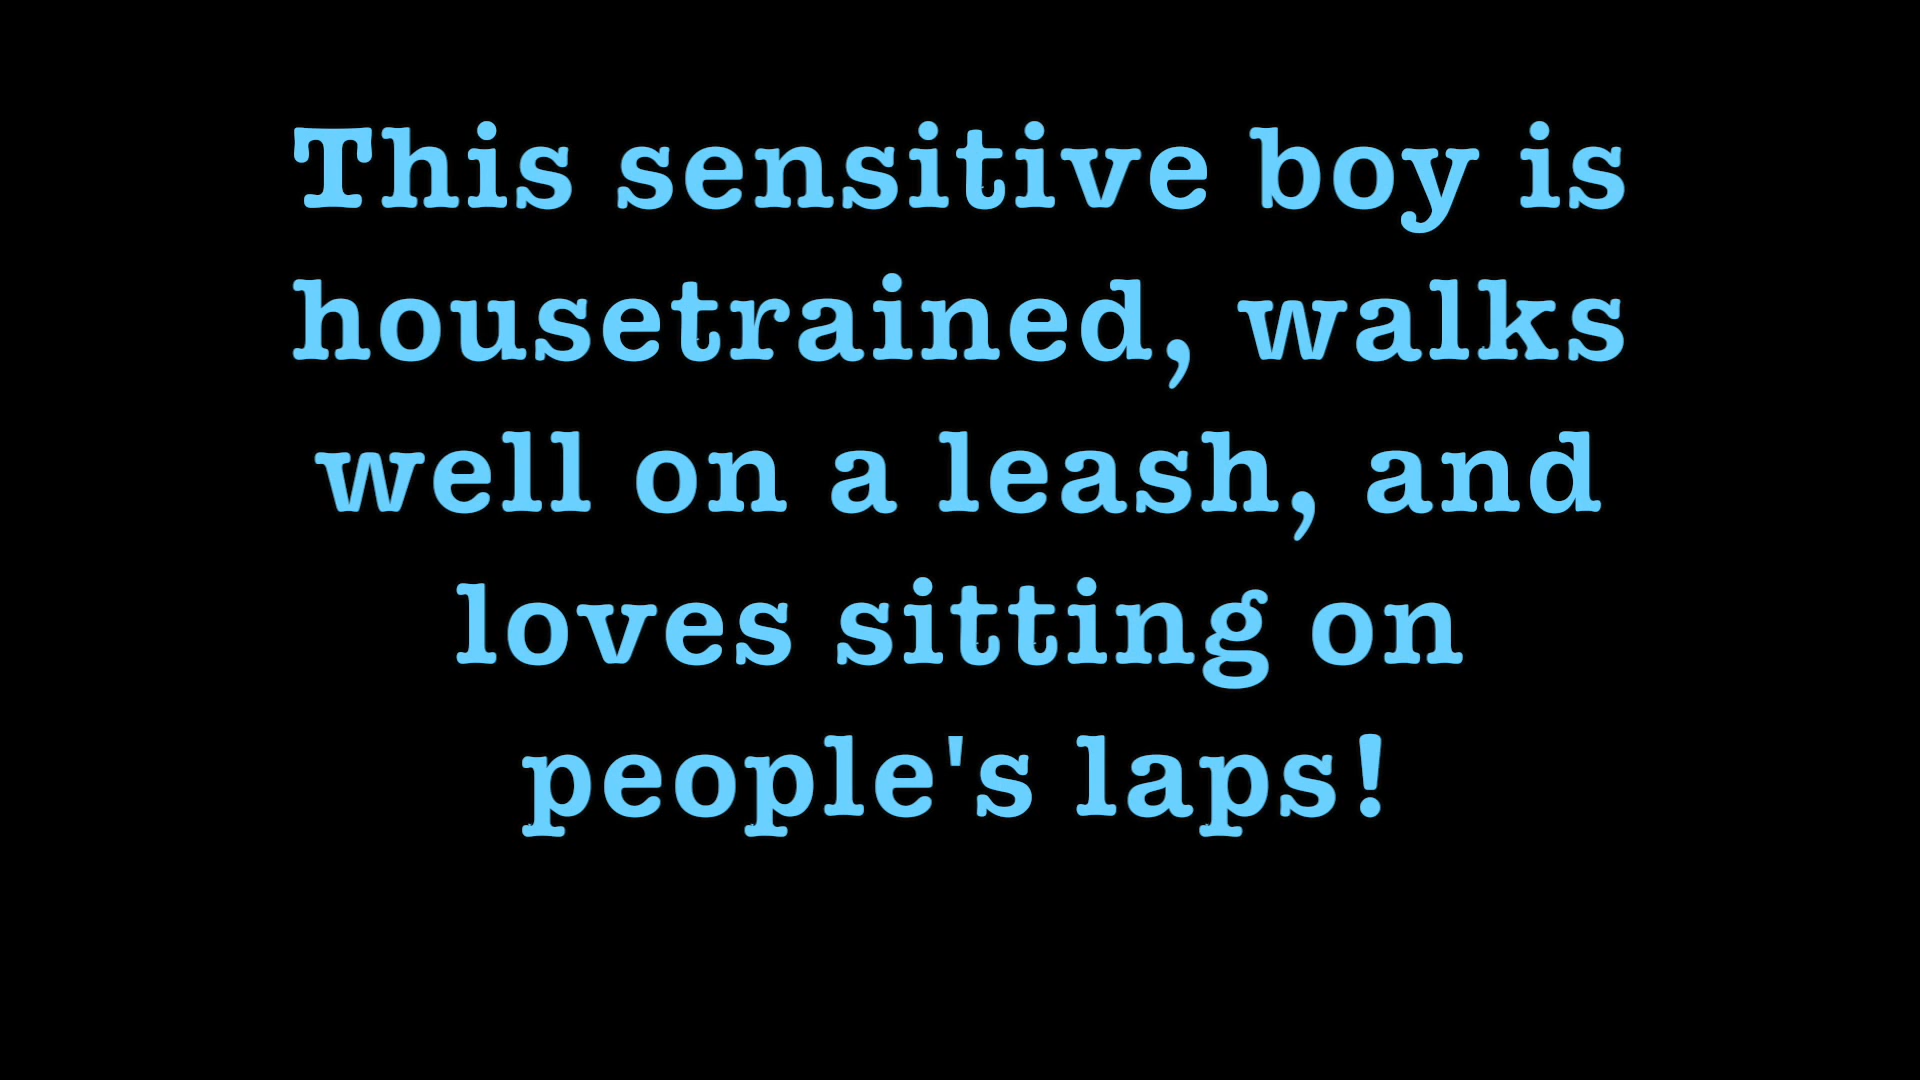 This sensitive boy is
housetrained, walks
well on a leash, and
loves sitting on
people's laps!